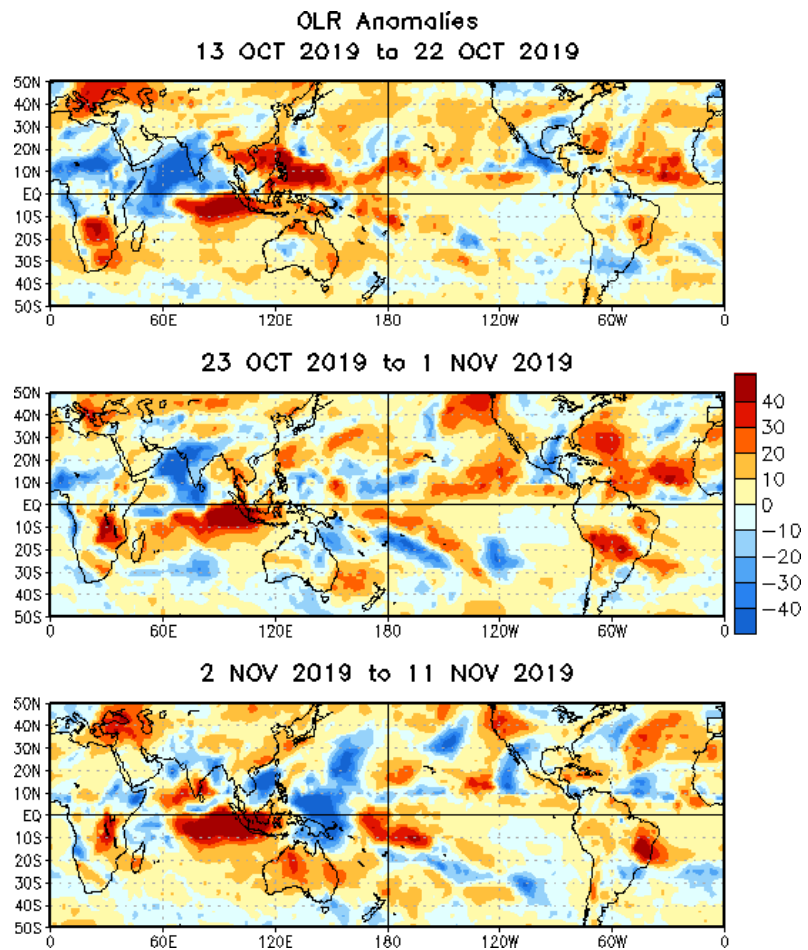 OLR Anomalies
13 OCT 2019 to 22 OCT 2019
50N
40N
30N
20N
10N
EQ
10S
20S
30S
40S
50S
0 60E 120E 180 120W 60W 0
23 OCT 2019 to 1 NOV 2019
50N
40N
30N
20N
10N
EQ
10S
20S
30S
40S
50S
0 60E 120E 180 120W 60W 0
40
30
20
10
0
−10
−20
−30
−40
2 NOV 2019 to 11 NOV 2019
50N
40N
30N
20N
10N
EQ
10S
20S
30S
40S
50S
0 60E 120E 180 120W 60W 0